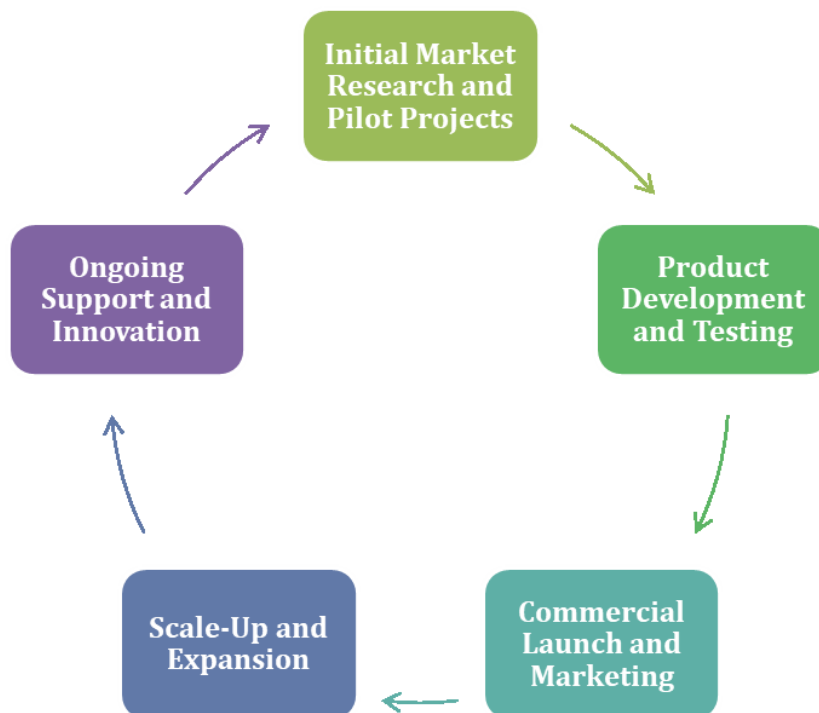 Initial Market
Research and
Pilot Projects
Product
Development
and Testing
Commercial
Launch and
Marketing
Scale-Up and
Expansion
Ongoing
Support and
Innovation